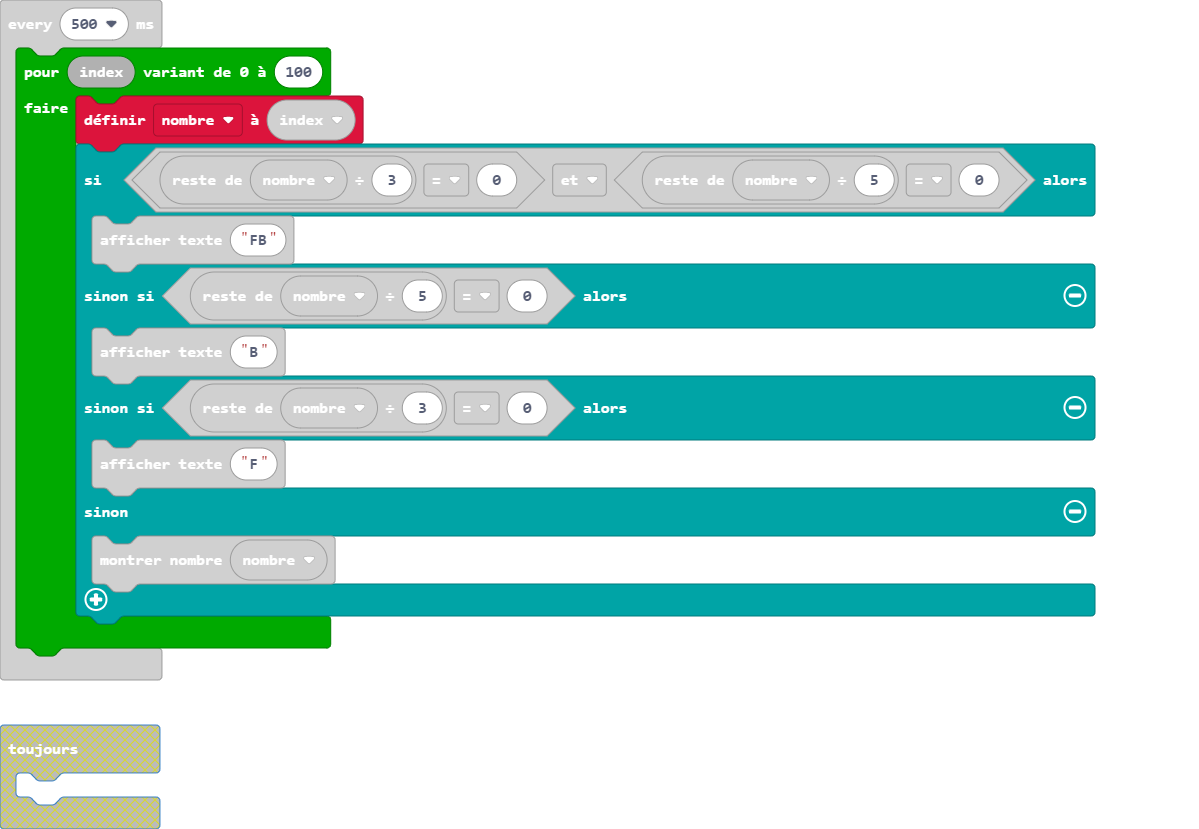 every 500 ms
pour index variant de 0 à 100
faire
définir nombre à index
si reste de nombre ÷ 3 = 0 et reste de nombre ÷ 5 = 0 alors
afficher texte "FB"
sinon si reste de nombre ÷ 5 = 0 alors
afficher texte "B"
sinon si reste de nombre ÷ 3 = 0 alors
afficher texte "F"
sinon
montrer nombre nombre
toujours